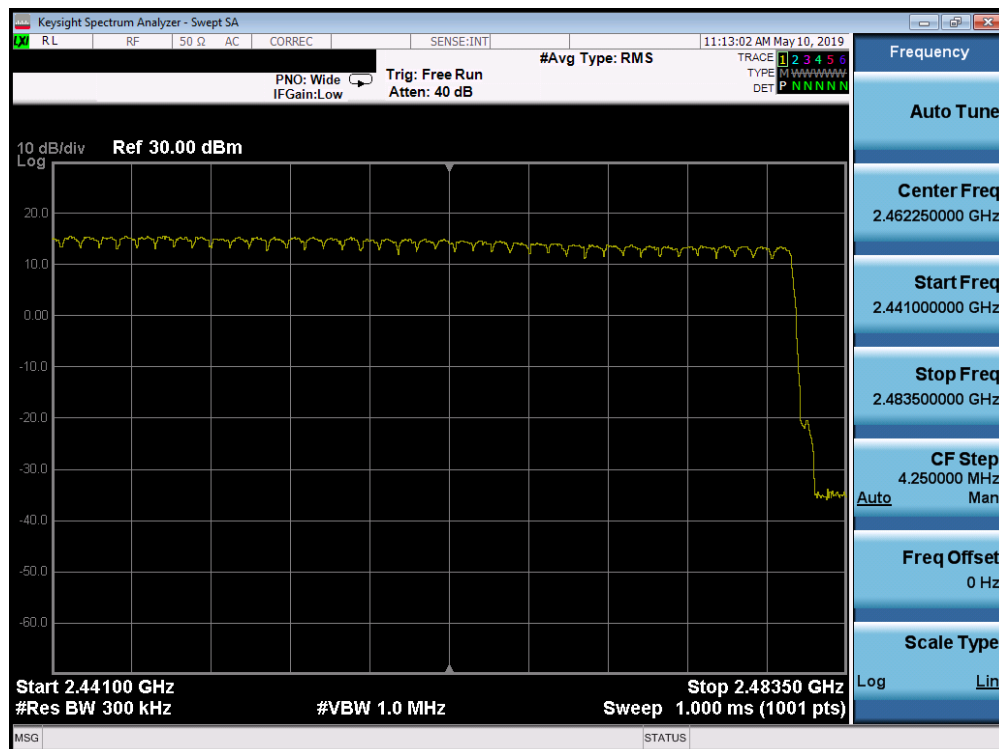 Keysight Spectrum Analyzer - Swept SA
LXI RL RF 50 Ω AC CORREC SENSE:INT 11:13:02 AM May 10, 2019
#Avg Type: RMS
TRACE 1 2 3 4 5 6
TYPE M WWWWW
DET P N N N N N
PNO: Wide
IFGain:Low
Trig: Free Run
Atten: 40 dB
10 dB/div
Log
Ref 30.00 dBm
20.0
10.0
0.00
-10.0
-20.0
-30.0
-40.0
-50.0
-60.0
Start 2.44100 GHz
#Res BW 300 kHz
#VBW 1.0 MHz
Stop 2.48350 GHz
Sweep 1.000 ms (1001 pts)
MSG
STATUS
Frequency
Auto Tune
Center Freq
2.462250000 GHz
Start Freq
2.441000000 GHz
Stop Freq
2.483500000 GHz
CF Step
4.250000 MHz
Auto Man
Freq Offset
0 Hz
Scale Type
Log Lin